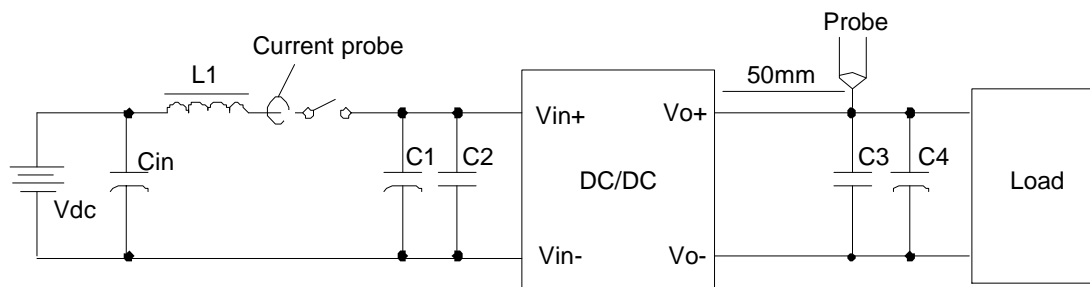 Probe
Current probe
L1
50mm
Vin+
Vo+
Cin
C1
C2
C3
C4
DC/DC
Load
Vdc
Vin-
Vo-